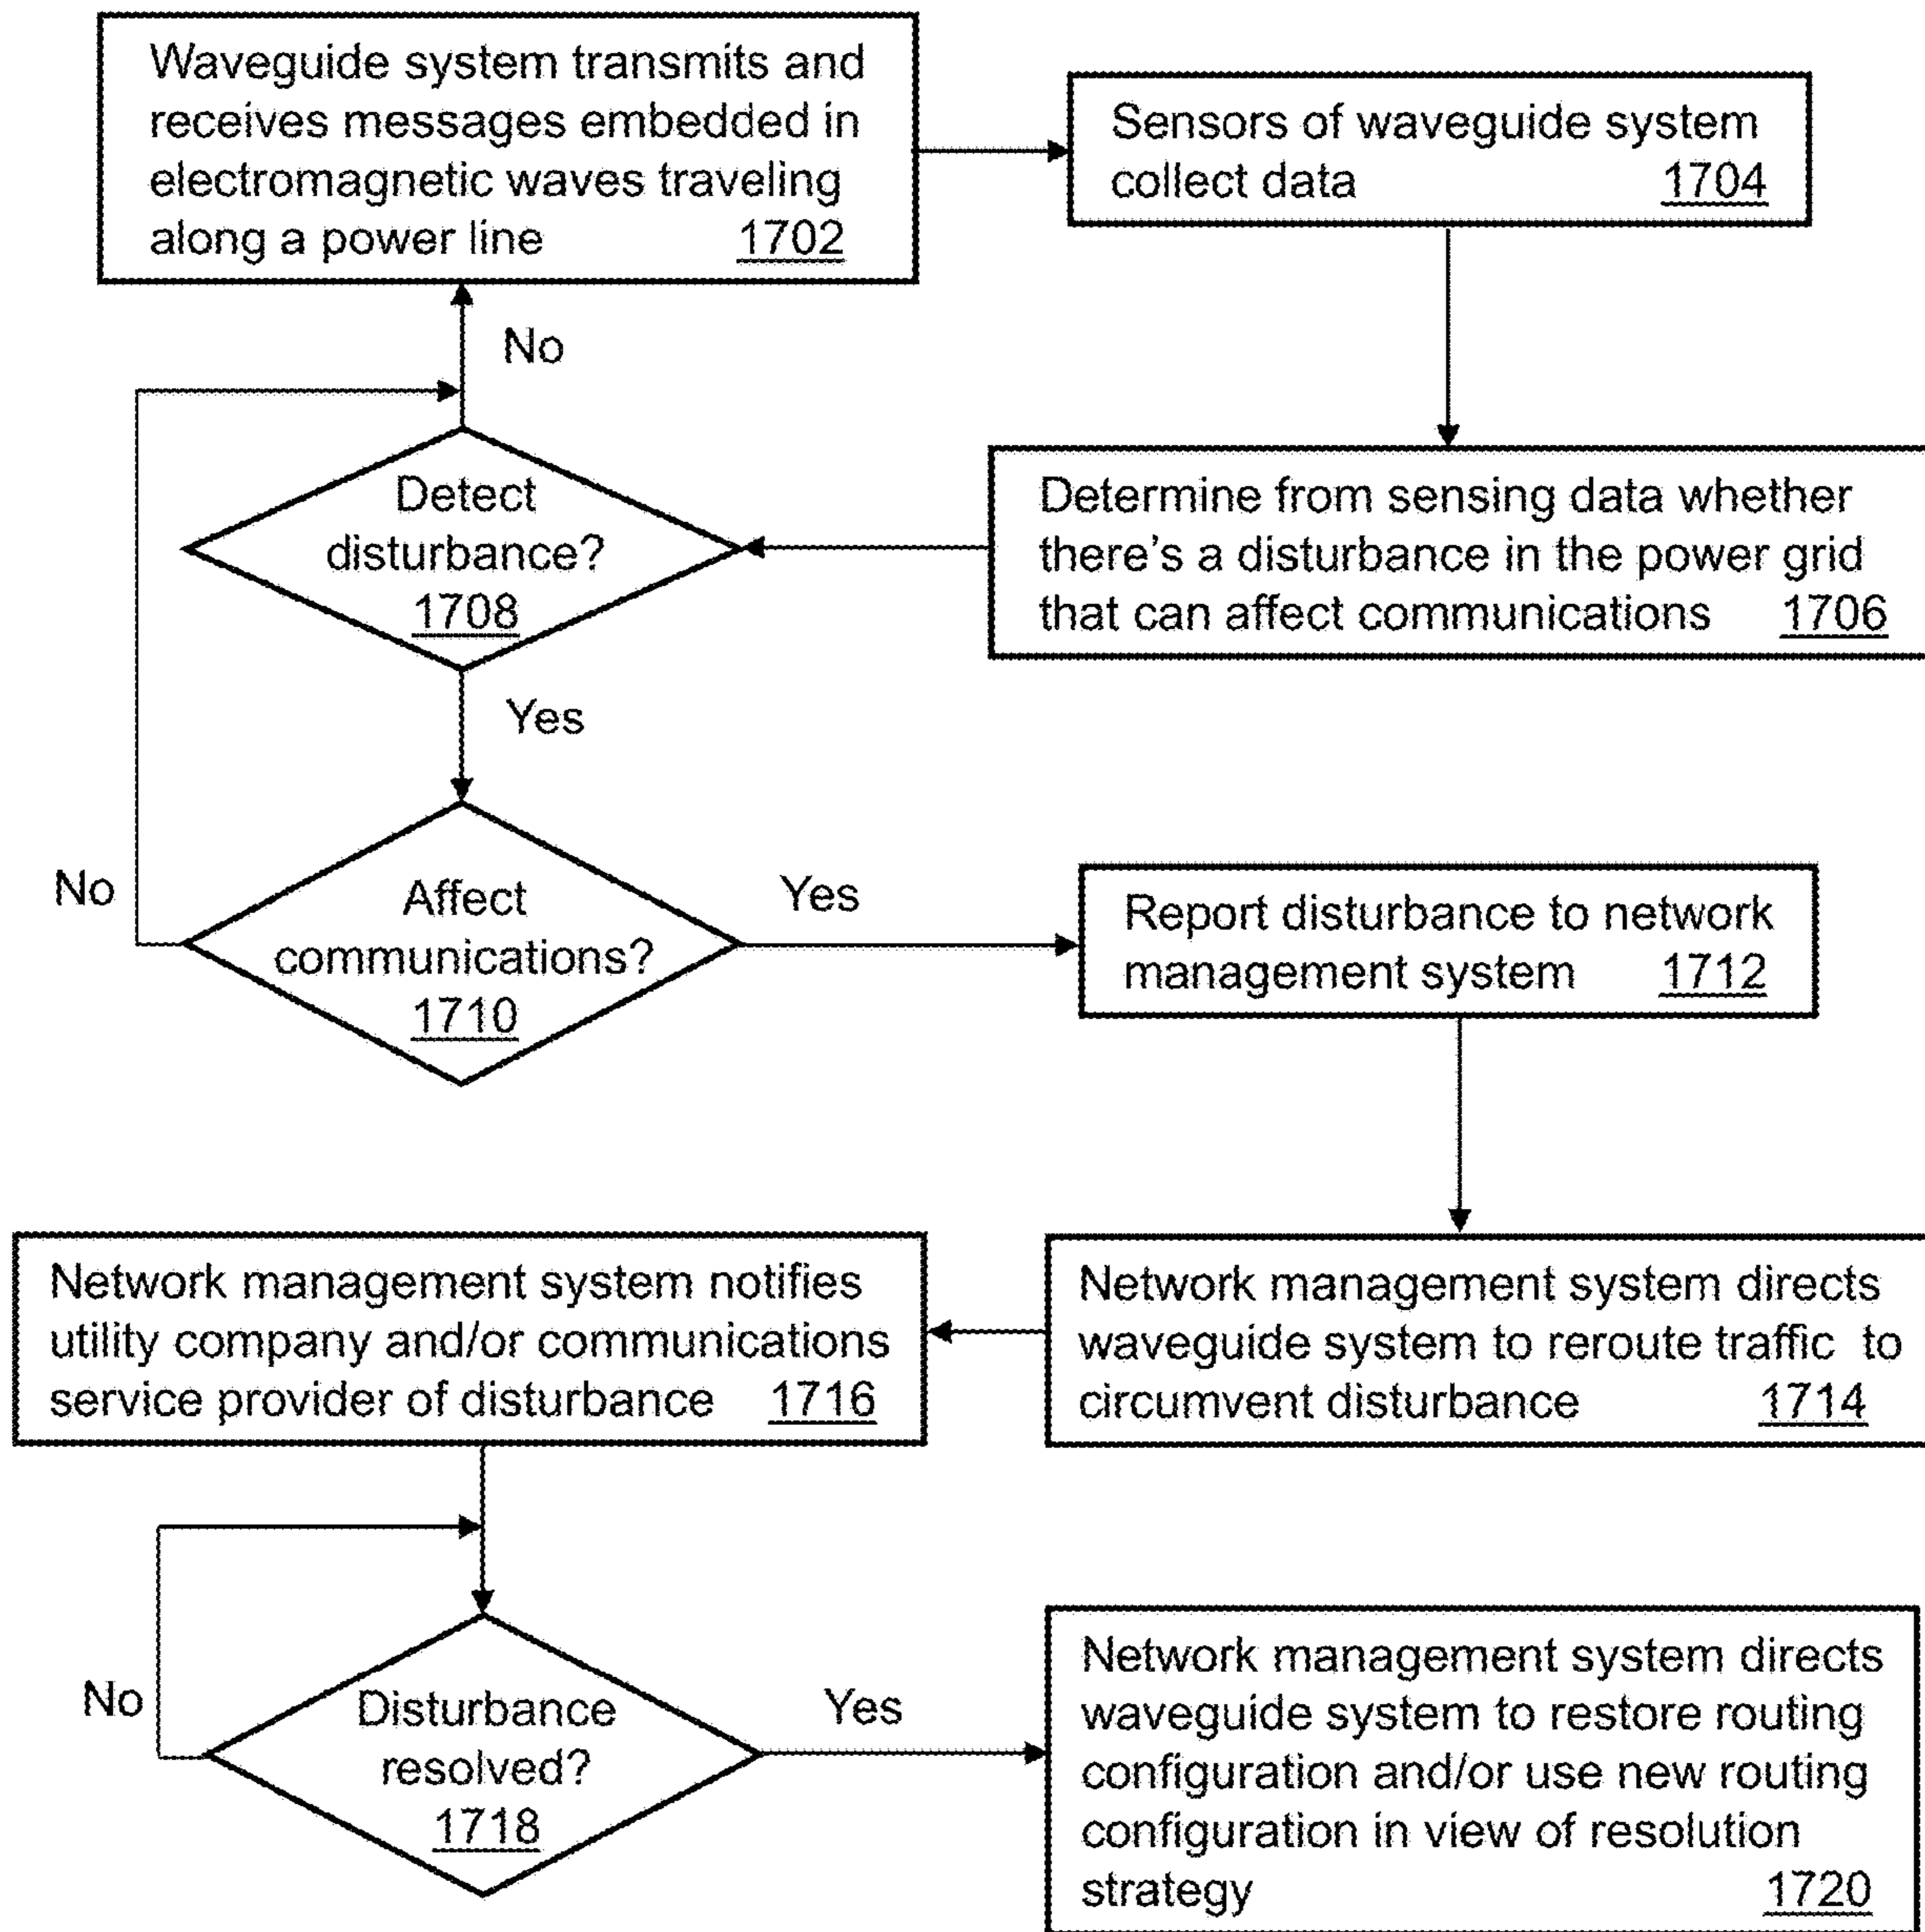 Waveguide system transmits and
receives messages embedded in
electromagnetic waves traveling
along a power line 1702
Sensors of waveguide system
collect data 1704
No
Detect
disturbance?
1708
Determine from sensing data whether
there's a disturbance in the power grid
that can affect communications 1706
Yes
No
Affect
communications?
1710
Yes
Report disturbance to network
management system 1712
Network management system directs
waveguide system to reroute traffic to
circumvent disturbance 1714
Network management system notifies
utility company and/or communications
service provider of disturbance 1716
No
Disturbance
resolved?
1718
Yes
Network management system directs
waveguide system to restore routing
configuration and/or use new routing
configuration in view of resolution
strategy 1720